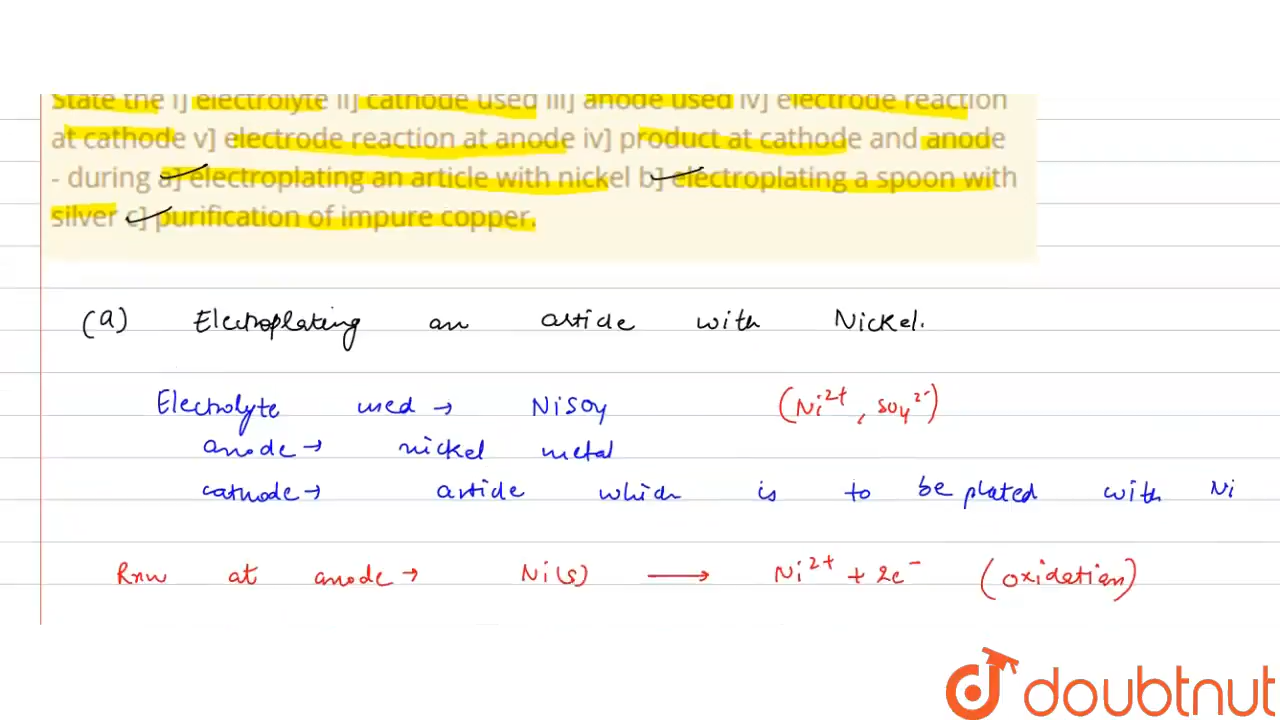 State the i] electrolyte ii] cathode used iii] anode used iv] electrode reaction
at cathode v] electrode reaction at anode iv] product at cathode and anode
- during a] electroplating an article with nickel b] electroplating a spoon with
silver c] purification of impure copper.
(a) Electroplating an article with Nickel.
Electrolyte used → NiSO4 (Ni²⁺, SO4²⁻)
anode → nickel metal
cathode → article which is to be plated with Ni
Rxn at anode → Ni(s) ⟶ Ni²⁺ + 2e⁻ (oxidation)
doubtnut